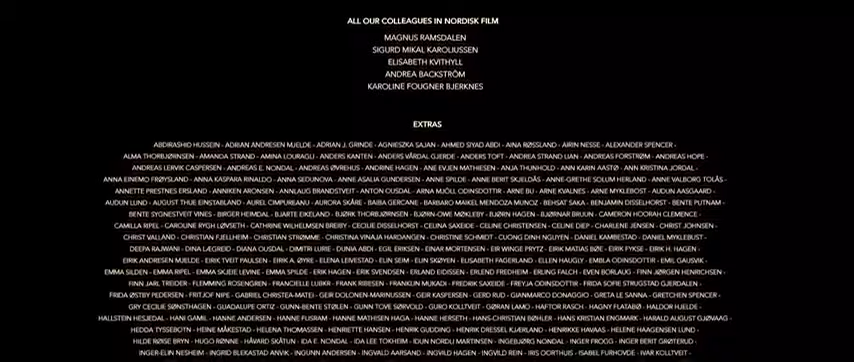 ALL OUR COLLEAGUES IN NORDISK FILM
MAGNUS RAMSDALEN
SIGURD MIKAL KAROLIUSSEN
ELISABETH KVITHYLL
ANDREA BACKSTRÖM
KAROLINE FOUGNER BJERKNES
EXTRAS
ABDIRASHID HUSSEIN - ADRIAN ANDRESEN MJELDE - ADRIAN J. GRINDE - AGNIESZKA SAJAN - AHMED SIYAD ABDI - AINA RØSSLAND - AIRIN NESSE - ALEXANDER SPENCER -
ALMA THORBJØRNSEN - AMANDA STRAND - AMINA LOURAGLI - ANDERS KANTEN - ANDERS VÅRDAL GJERDE - ANDERS TOFT - ANDREA STRAND LIAN - ANDREAS FORSTRØM - ANDREAS HOPE -
ANDREAS LERVIK CASPERSEN - ANDREAS E. NONDAL - ANDREAS ØVREHUS - ANDRINE HAGEN - ANE EVJEN MATHIESEN - ANJA THUNHOLD - ANN KARIN AASTØ - ANN KRISTINA JORDAL -
ANNA EINEMO FRØYSLAND - ANNA KASPARA RINALDO - ANNA SEDUNOVA - ANNE ASALIA GUNDERSEN - ANNE SPILDE - ANNE BERIT SKJELDÅS - ANNE-GRETHE SOLUM HERLAND - ANNE VALBORG TOLÅS -
ANNETTE PRESTNES ERSLAND - ANNIKEN ARONSEN - ANNLAUG BRANDSTVEIT - ANTON OUSDAL - ARNA MJÖLL ODINSDOTTIR - ARNE BU - ARNE KVALNES - ARNE MYKLEBOST - AUDUN AASGAARD -
AUDUN LUND - AUGUST THUE EINSTABLAND - AUREL CIMPUREANU - AURORA SKÅRE - BAIBA GERCANE - BARBARO MAIKEL MENDOZA MUNOZ - BEHSAT SAKA - BENJAMIN DISSELHORST - BENTE PUTNAM -
BENTE SYGNESTVEIT VINES - BIRGER HEIMDAL - BJARTE EIKELAND - BJØRK THORBJØRNSEN - BJØRN-OWE MØKLEBY - BJØRN HAGEN - BJØRNAR BRUUN - CAMERON HOORAH CLEMENCE -
CAMILLA RIPEL - CAROLINE RYGH LØVSETH - CATHRINE WILHELMSEN BREIBY - CECILIE DISSELHORST - CELINA SAXEIDE - CELINE CHRISTENSEN - CELINE DIEP - CHARLENE JENSEN - CHRIST JOHNSEN -
CHRIST VALLAND - CHRISTIAN FJELLHEIM - CHRISTIAN STRØMME - CHRISTINA VINAJA HARDANGEN - CHRISTINE SCHMIDT - CUONG DINH NGUYEN - DANIEL KAMBESTAD - DANIEL MYKLEBUST -
DEEPA RAJWANI - DINA LÆGREID - DIANA OUSDAL - DIMITRI LURIE - DUNIA ABDI - EGIL ERIKSEN - EINAR MORTENSEN - EIR WINGE PRYTZ - EIRIK MATIAS BØE - EIRIK FYKSE - EIRIK H. HAGEN -
EIRIK ANDRESEN MJELDE - EIRIK TVEIT PAULSEN - EIRIK A. ØYRE - ELENA LEIVESTAD - ELIN SEIM - ELIN SKØYEN - ELISABETH FAGERLAND - ELLEN HAUGLY - EMBLA ODINSDOTTIR - EMIL GAUSVIK -
EMMA SILDEN - EMMA RIPEL - EMMA SKJEIE LEVINE - EMMA SPILDE - ERIK HAGEN - ERIK SVENDSEN - ERLAND EIDISSEN - ERLEND FREDHEIM - ERLING FALCH - EVEN BORLAUG - FINN JØRGEN HENRICHSEN -
FINN JARL TREIDER - FLEMMING ROSENGREN - FRANCIELLE LUIRKA - FRANK RIBESEN - FRANKLIN MUKADI - FREDRIK SAXEIDE - FREYJA ODINSDOTTIR - FRIDA SOFIE STRUGSTAD GJERDALEN -
FRIDA ØSTBY PEDERSEN - FRITJOF NIPE - GABRIEL CHRISTEA-MATEI - GEIR DOLONEN-MARINUSSEN - GEIR KASPERSEN - GERD RUD - GIANMARCO DONAGGIO - GRETE LA SANNA - GRETCHEN SPENCER -
GRY CECILIE SØNSTHAGEN - GUADALUPE ORTIZ - GUNN-BENTE STØLEN - GUNN TOVE SØRVOLD - GURO KOLLTVEIT - GØRAN LAMO - HAFTOR RASCH - HAGNY FLATABØ - HALDOR HJELDE -
HALLSTEIN HESJEDAL - HANI GAMIL - HANNE ANDERSEN - HANNE FUSRAM - HANNE MATHISEN HAGA - HANNE HERSETH - HANS-CHRISTIAN BØHLER - HANS KRISTIAN ENGMARK - HARALD AUGUST GJØVAAG -
HEDDA TYSSEBOTN - HEINE MÅKESTAD - HELENA THOMASSEN - HENRIETTE HANSEN - HENRIK GUDDING - HENRIK DRESSEL KJÆRLAND - HENRIKKE HAVAAS - HELENE HAAGENSEN LUND -
HILDE RØISE BRYN - HUGO RØNNE - HÅVARD SKÅTUN - IDA E. NONDAL - IDA LEE TOKHEIM - IDUN NORDLI MARTINSEN - INGEBJØRG NONDAL - INGER FROGG - INGER BERIT GRØTERUD -
INGER-ELIN NESHEIM - INGRID BLEKASTAD ANVIK - INGUNN ANDERSEN - INGVALD AARSAND - INGVILD HAGEN - INGVILD REIN - IRIS OORTHUIS - ISABEL FURHOVDE - IVAR KOLLTVEIT -